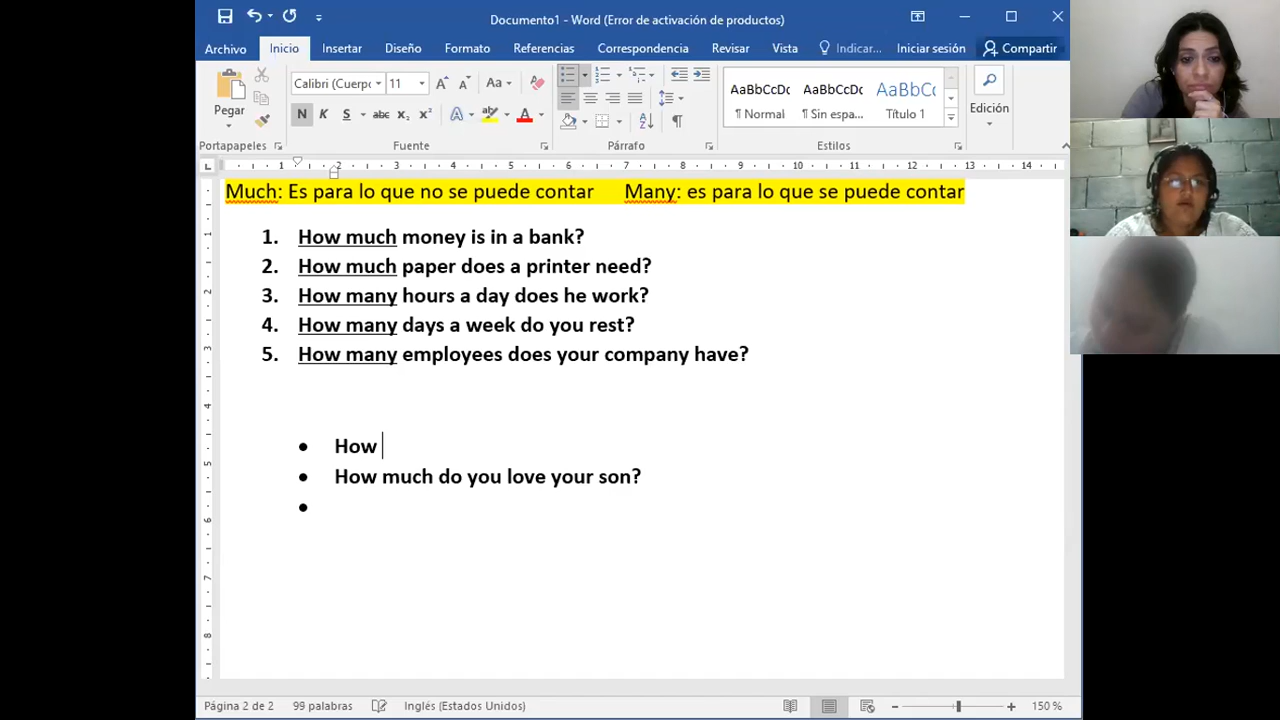 Documento1 - Word (Error de activación de productos)
Archivo Inicio Insertar Diseño Formato Referencias Correspondencia Revisar Vista Indicar... Iniciar sesión Compartir
Pegar
Calibri (Cuerpo 11
AaBbCcDc AaBbCcDc AaBbCc
¶ Normal ¶ Sin espa... Título 1
Edición
Portapapeles Fuente Párrafo Estilos
Much: Es para lo que no se puede contar Many: es para lo que se puede contar
1. How much money is in a bank?
2. How much paper does a printer need?
3. How many hours a day does he work?
4. How many days a week do you rest?
5. How many employees does your company have?
• How
• How much do you love your son?
•
Página 2 de 2 99 palabras Inglés (Estados Unidos) 150 %